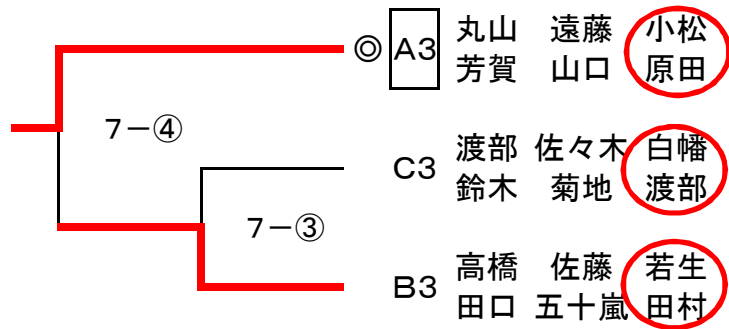 ◎ A3 丸山 遠藤 小松
芳賀 山口 原田
7－④
C3 渡部 佐々木 白幡
鈴木 菊地 渡部
7－③
B3 高橋 佐藤 若生
田口 五十嵐 田村